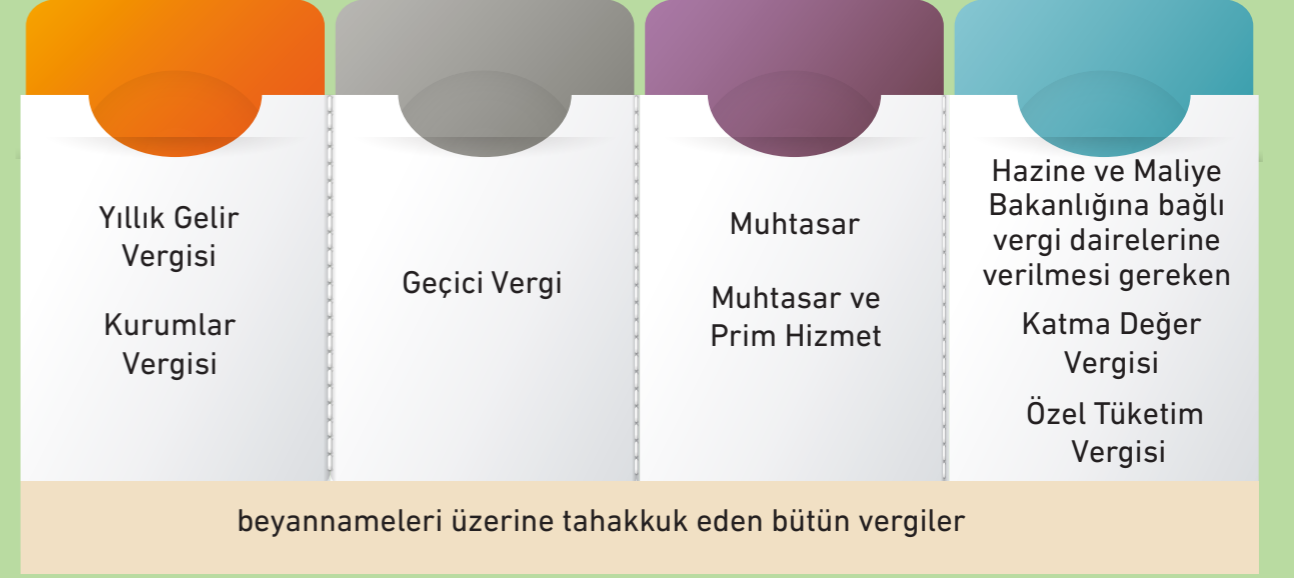 Yıllık Gelir
Vergisi
Kurumlar
Vergisi
Geçici Vergi
Muhtasar
Muhtasar ve
Prim Hizmet
Hazine ve Maliye
Bakanlığına bağlı
vergi dairelerine
verilmesi gereken
Katma Değer
Vergisi
Özel Tüketim
Vergisi
beyannameleri üzerine tahakkuk eden bütün vergiler